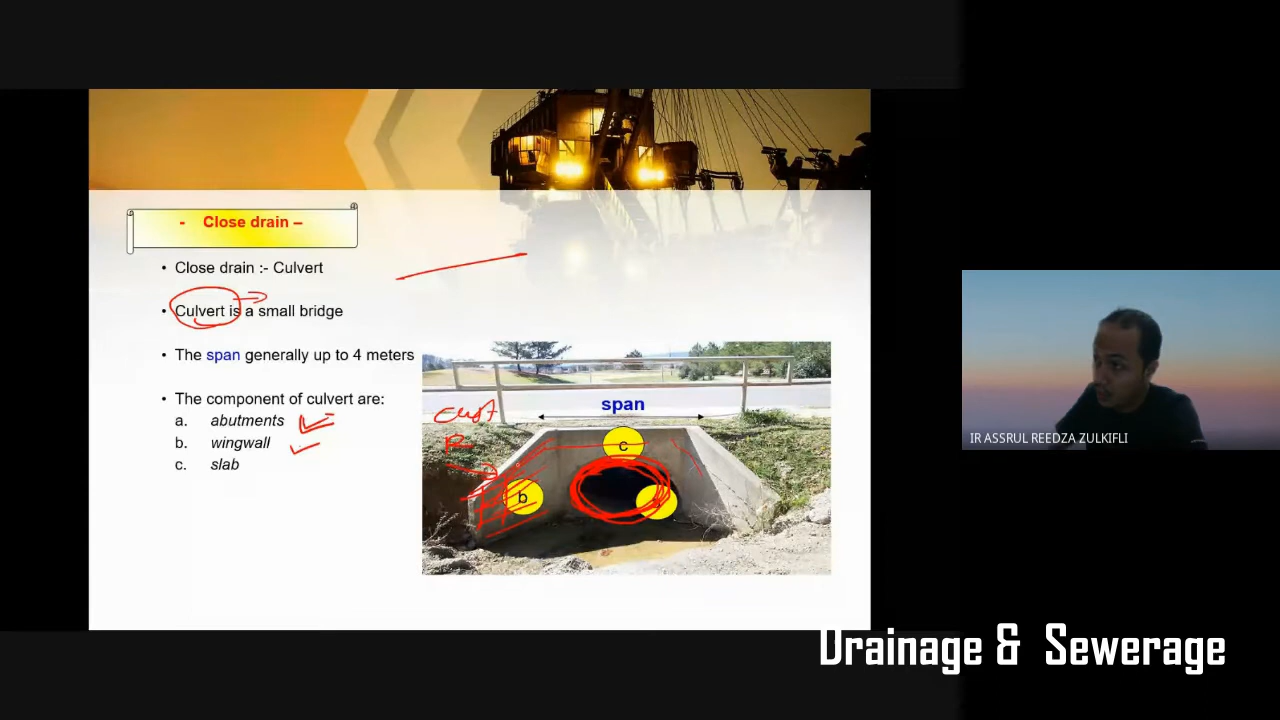 - Close drain –
• Close drain :- Culvert
• Culvert is a small bridge
• The span generally up to 4 meters
• The component of culvert are:
a. abutments
b. wingwall
c. slab
span
c
b
IR ASSRUL REEDZA ZULKIFLI
Drainage & Sewerage